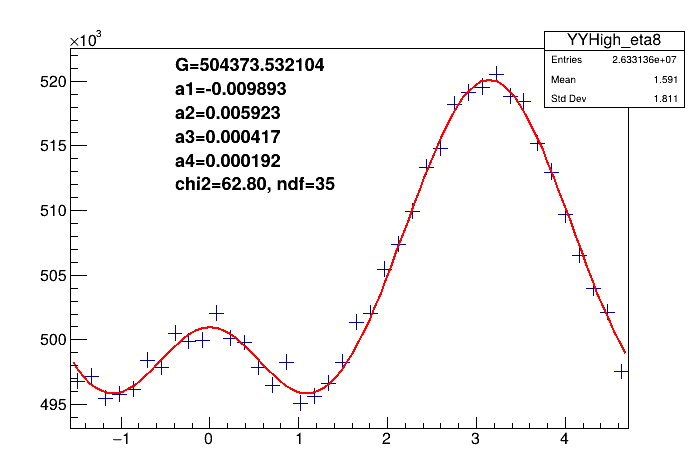 ×10³
YYHigh_eta8
Entries 2.633136e+07
Mean 1.591
Std Dev 1.811
G=504373.532104
a1=-0.009893
a2=0.005923
a3=0.000417
a4=0.000192
chi2=62.80, ndf=35
520
515
510
505
500
495
−1 0 1 2 3 4